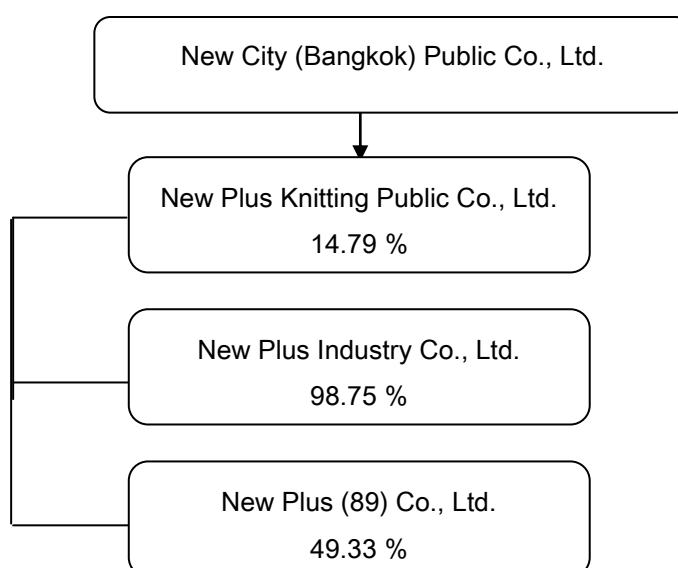 New City (Bangkok) Public Co., Ltd.
New Plus Knitting Public Co., Ltd.
14.79 %
New Plus Industry Co., Ltd.
98.75 %
New Plus (89) Co., Ltd.
49.33 %